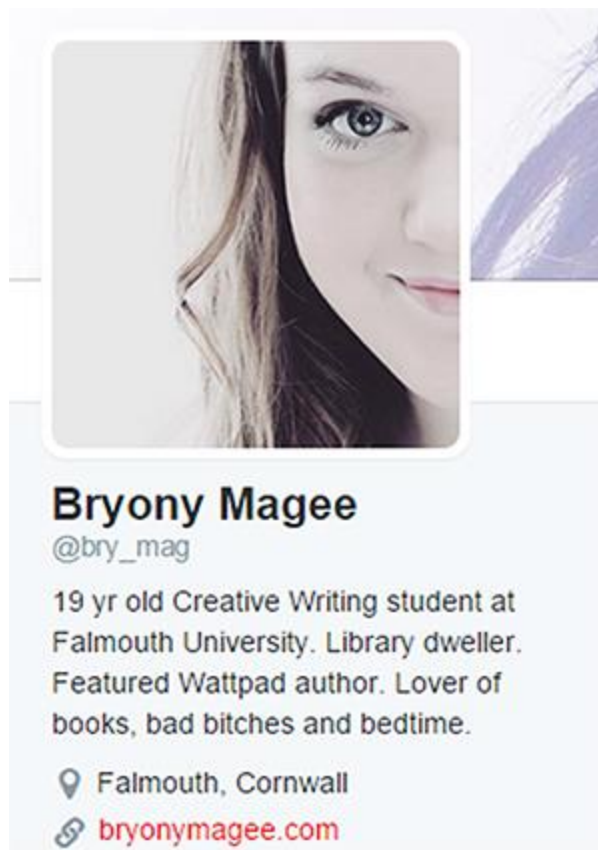 Bryony Magee
@bry_mag
19 yr old Creative Writing student at
Falmouth University. Library dweller.
Featured Wattpad author. Lover of
books, bad bitches and bedtime.
Falmouth, Cornwall
bryonymagee.com